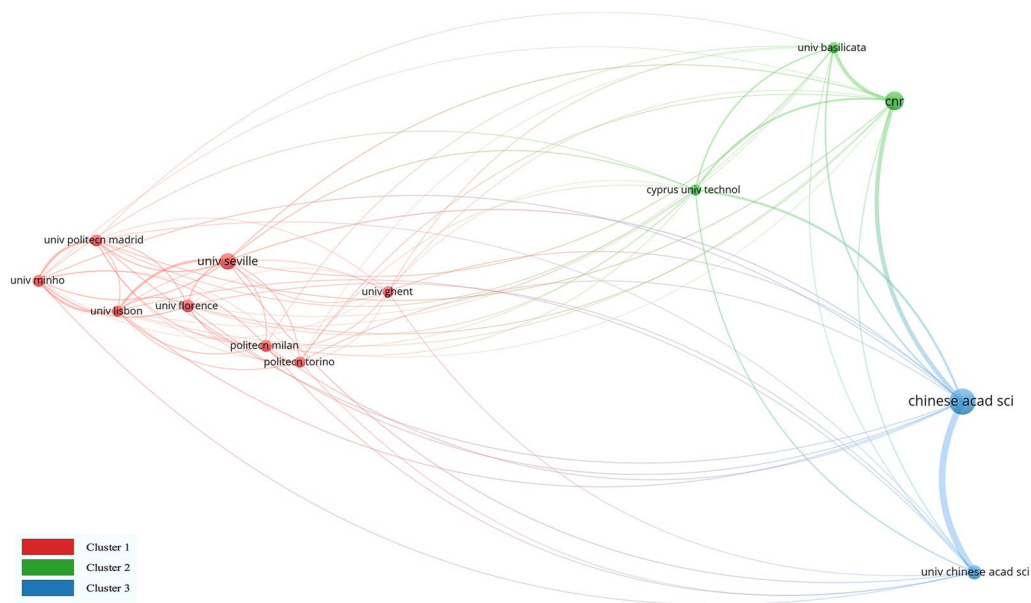 univ basilicata
cnr
cyprus univ technol
univ politecn madrid
univ seville
univ minho
univ ghent
univ florence
univ lisbon
politecn milan
politecn torino
chinese acad sci
univ chinese acad sci
Cluster 1
Cluster 2
Cluster 3